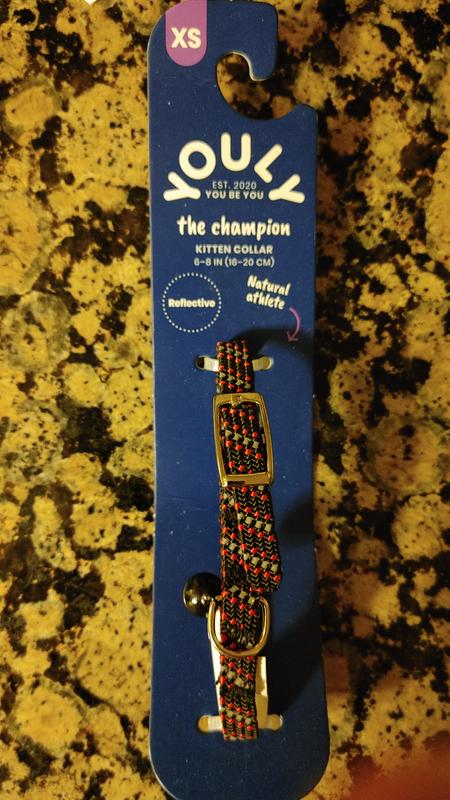 XS
YOULY
EST. 2020
YOU BE YOU
the champion
KITTEN COLLAR
6-8 IN (16-20 CM)
Reflective
Natural
athlete